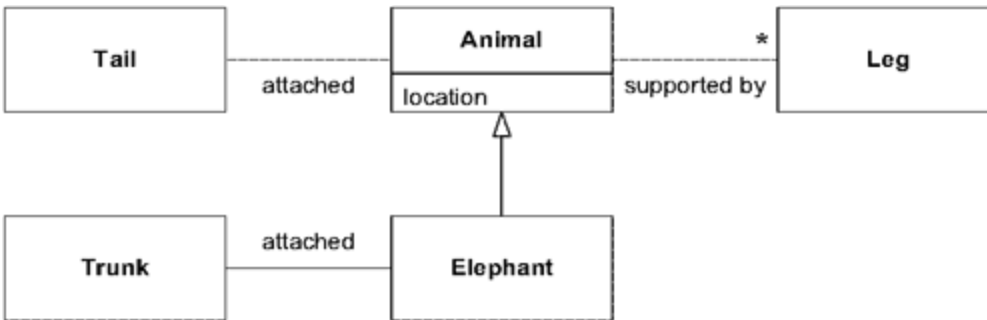 Tail
attached
Animal
location
*
supported by
Leg
Trunk
attached
Elephant